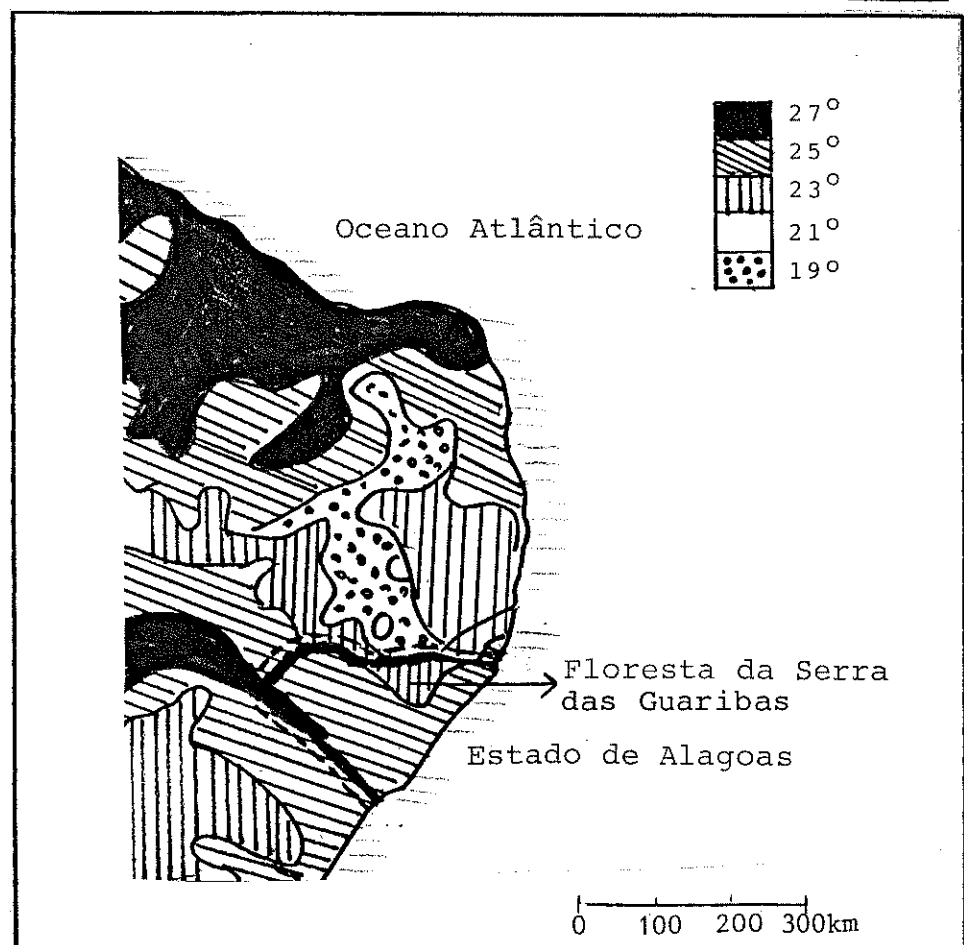 27°
25°
23°
21°
19°
Oceano Atlântico
Floresta da Serra
das Guaribas
Estado de Alagoas
0 100 200 300km